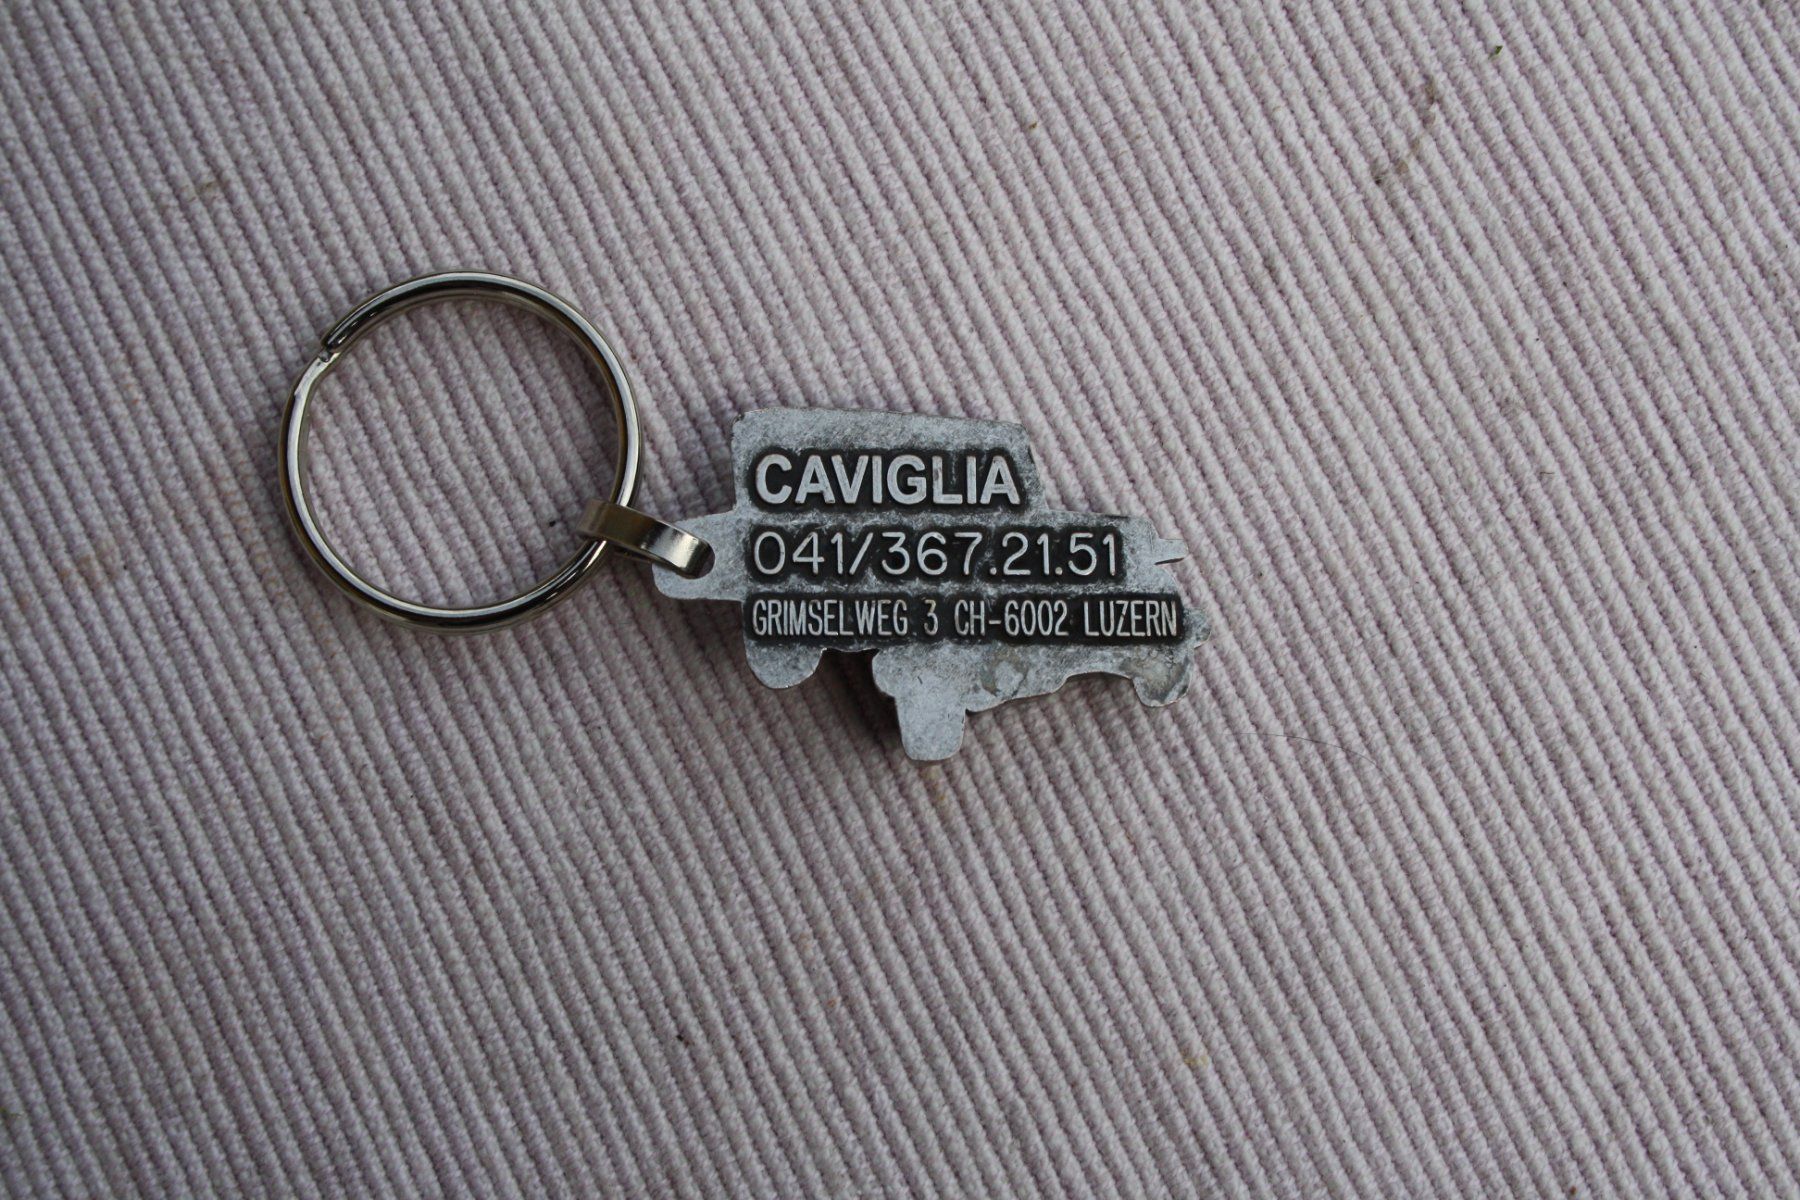 CAVIGLIA
041/367.21.51
GRIMSELWEG 3 CH-6002 LUZERN